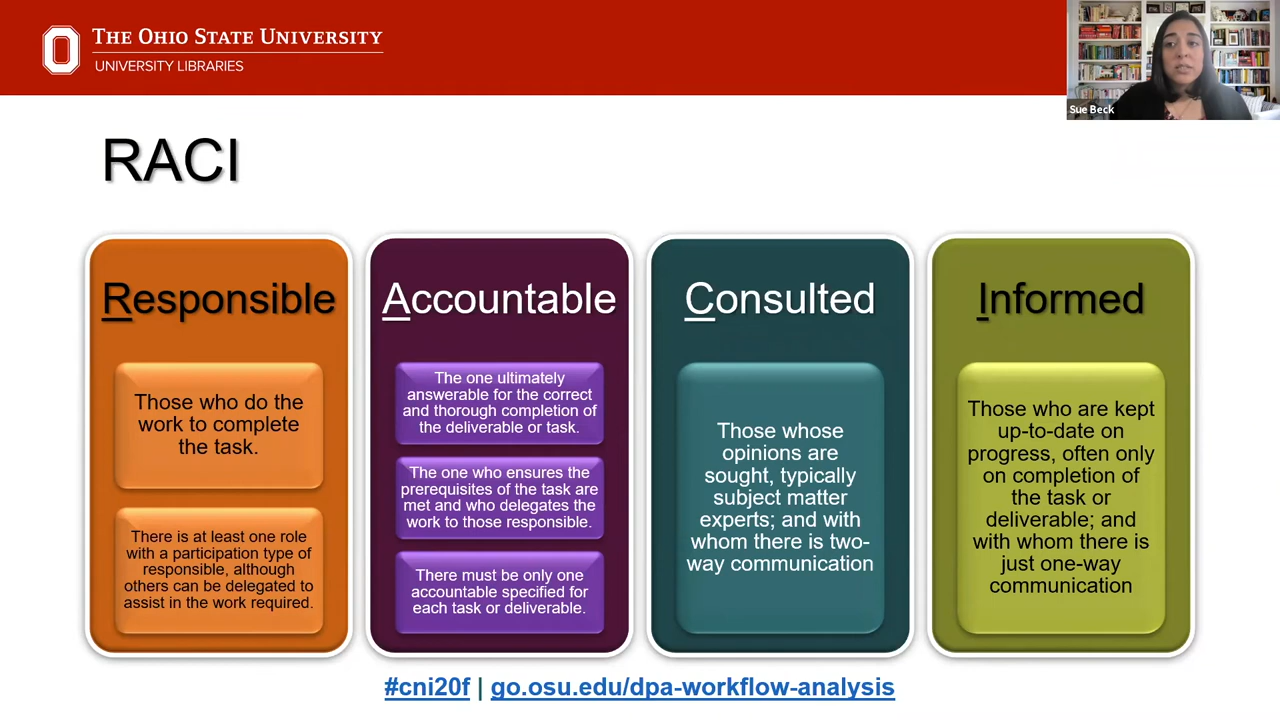 THE OHIO STATE UNIVERSITY
UNIVERSITY LIBRARIES
Sue Beck
RACI
Responsible
Those who do the
work to complete
the task.
There is at least one role
with a participation type of
responsible, although
others can be delegated to
assist in the work required.
Accountable
The one ultimately
answerable for the correct
and thorough completion of
the deliverable or task.
The one who ensures the
prerequisites of the task are
met and who delegates the
work to those responsible.
There must be only one
accountable specified for
each task or deliverable.
Consulted
Those whose
opinions are
sought, typically
subject matter
experts; and with
whom there is two-
way communication
Informed
Those who are kept
up-to-date on
progress, often only
on completion of
the task or
deliverable; and
with whom there is
just one-way
communication
#cni20f | go.osu.edu/dpa-workflow-analysis